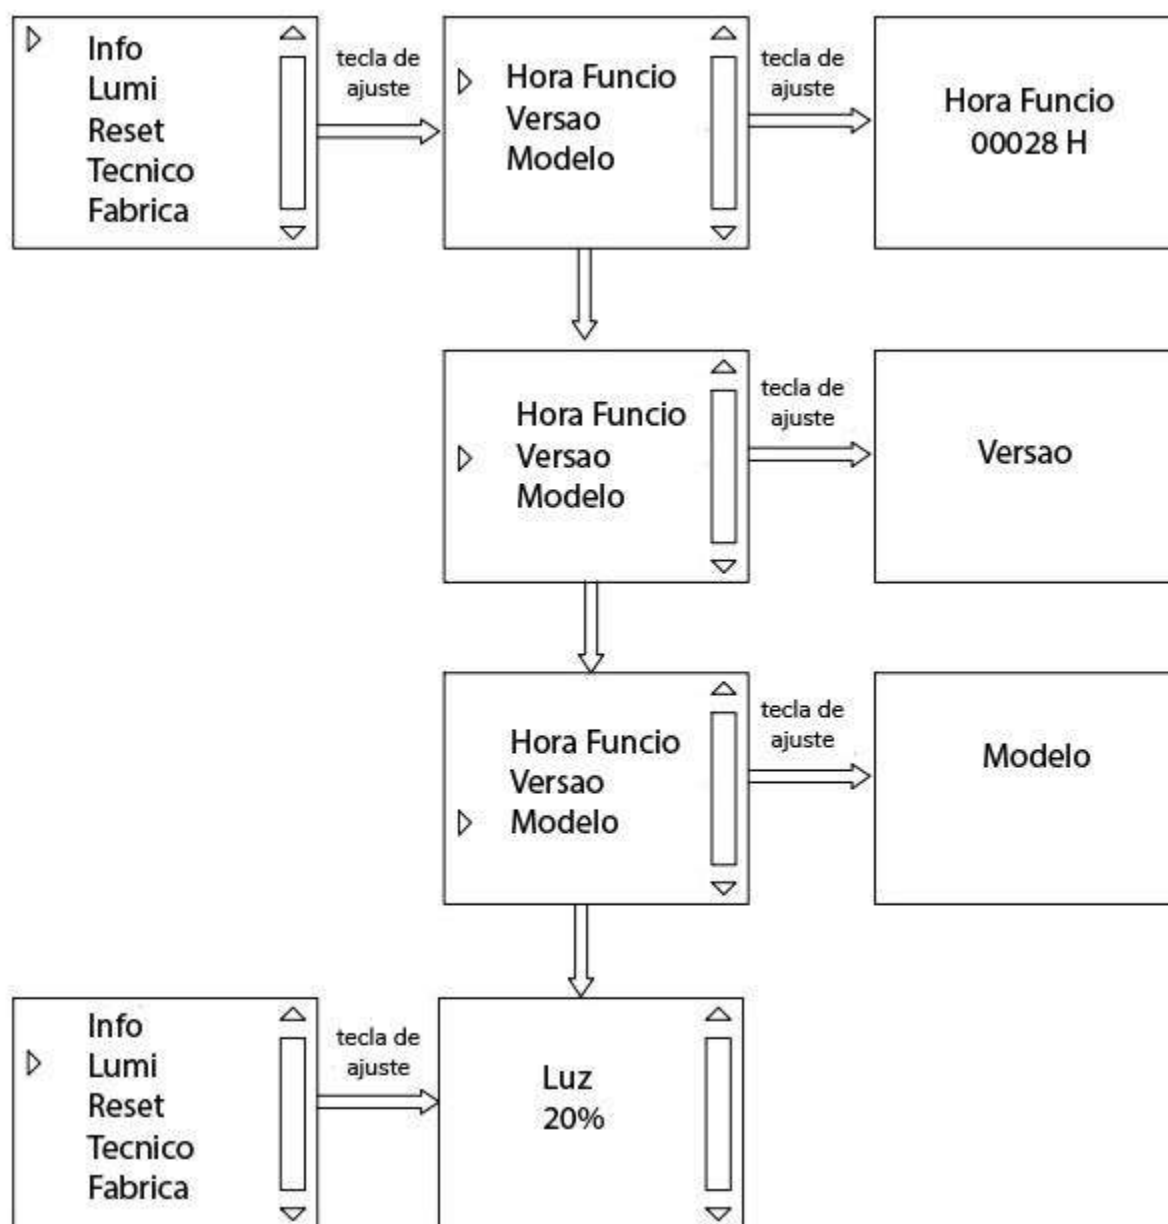 Info
Lumi
Reset
Tecnico
Fabrica
tecla de
ajuste
Hora Funcio
Versao
Modelo
tecla de
ajuste
Hora Funcio
00028 H
Hora Funcio
Versao
Modelo
tecla de
ajuste
Versao
Hora Funcio
Versao
Modelo
tecla de
ajuste
Modelo
Info
Lumi
Reset
Tecnico
Fabrica
tecla de
ajuste
Luz
20%